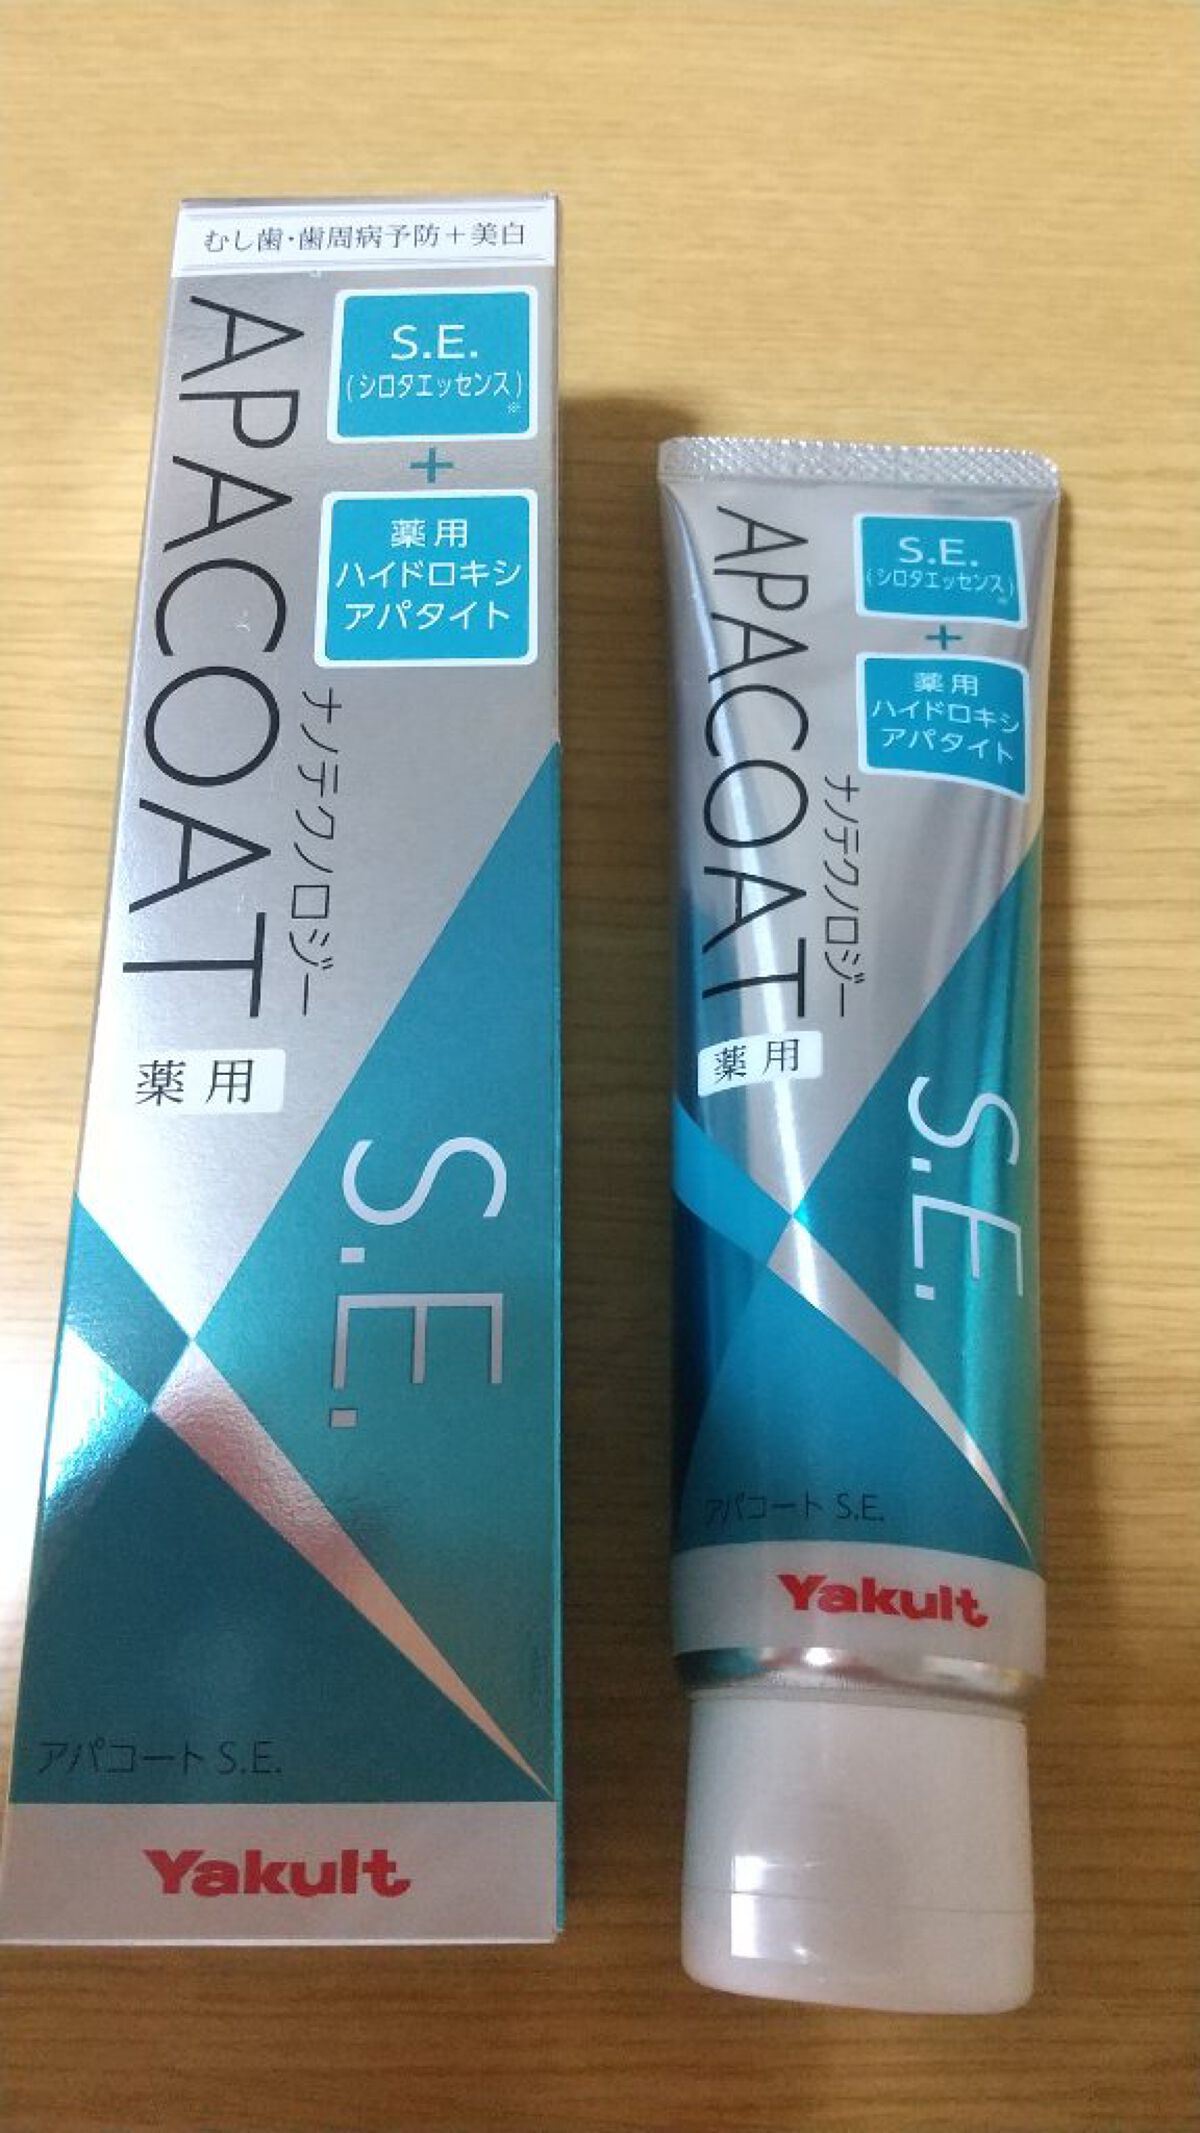 むし歯・歯周病予防＋美白
S.E.
(シロタエッセンス)
※
+
薬用
ハイドロキシ
アパタイト
APACOAT
ナノテクノロジー
薬用
S.E.
アパコート S.E.
Yakult
S.E.
(シロタエッセンス)
※
+
薬用
ハイドロキシ
アパタイト
APACOAT
ナノテクノロジー
薬用
S.E.
アパコート S.E.
Yakult